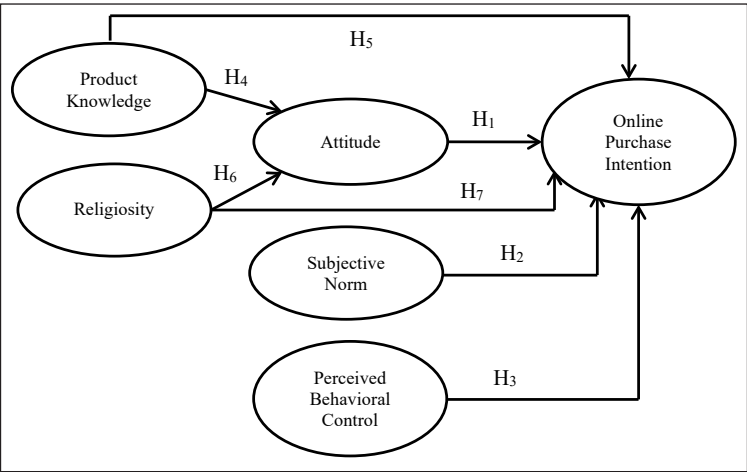 H₅
Product
Knowledge
H₄
Online
Purchase
Intention
H₁
Attitude
H₆
Religiosity
H₇
Subjective
Norm
H₂
Perceived
Behavioral
Control
H₃